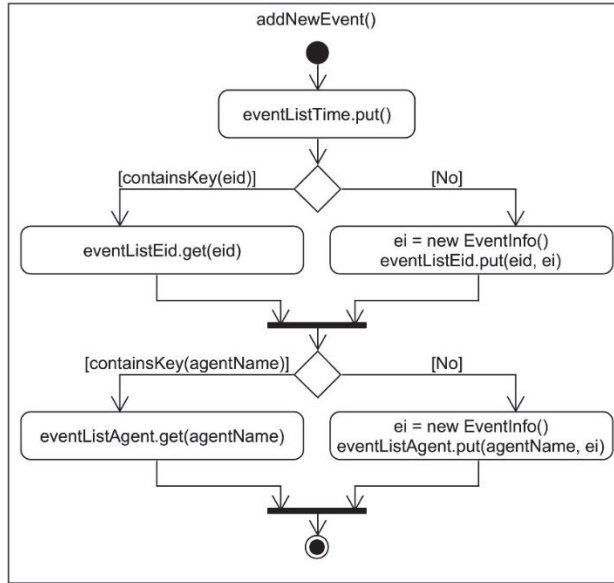 addNewEvent()
eventListTime.put()
[containsKey(eid)]
[No]
eventListEid.get(eid)
ei = new EventInfo()
eventListEid.put(eid, ei)
[containsKey(agentName)]
[No]
eventListAgent.get(agentName)
ei = new EventInfo()
eventListAgent.put(agentName, ei)